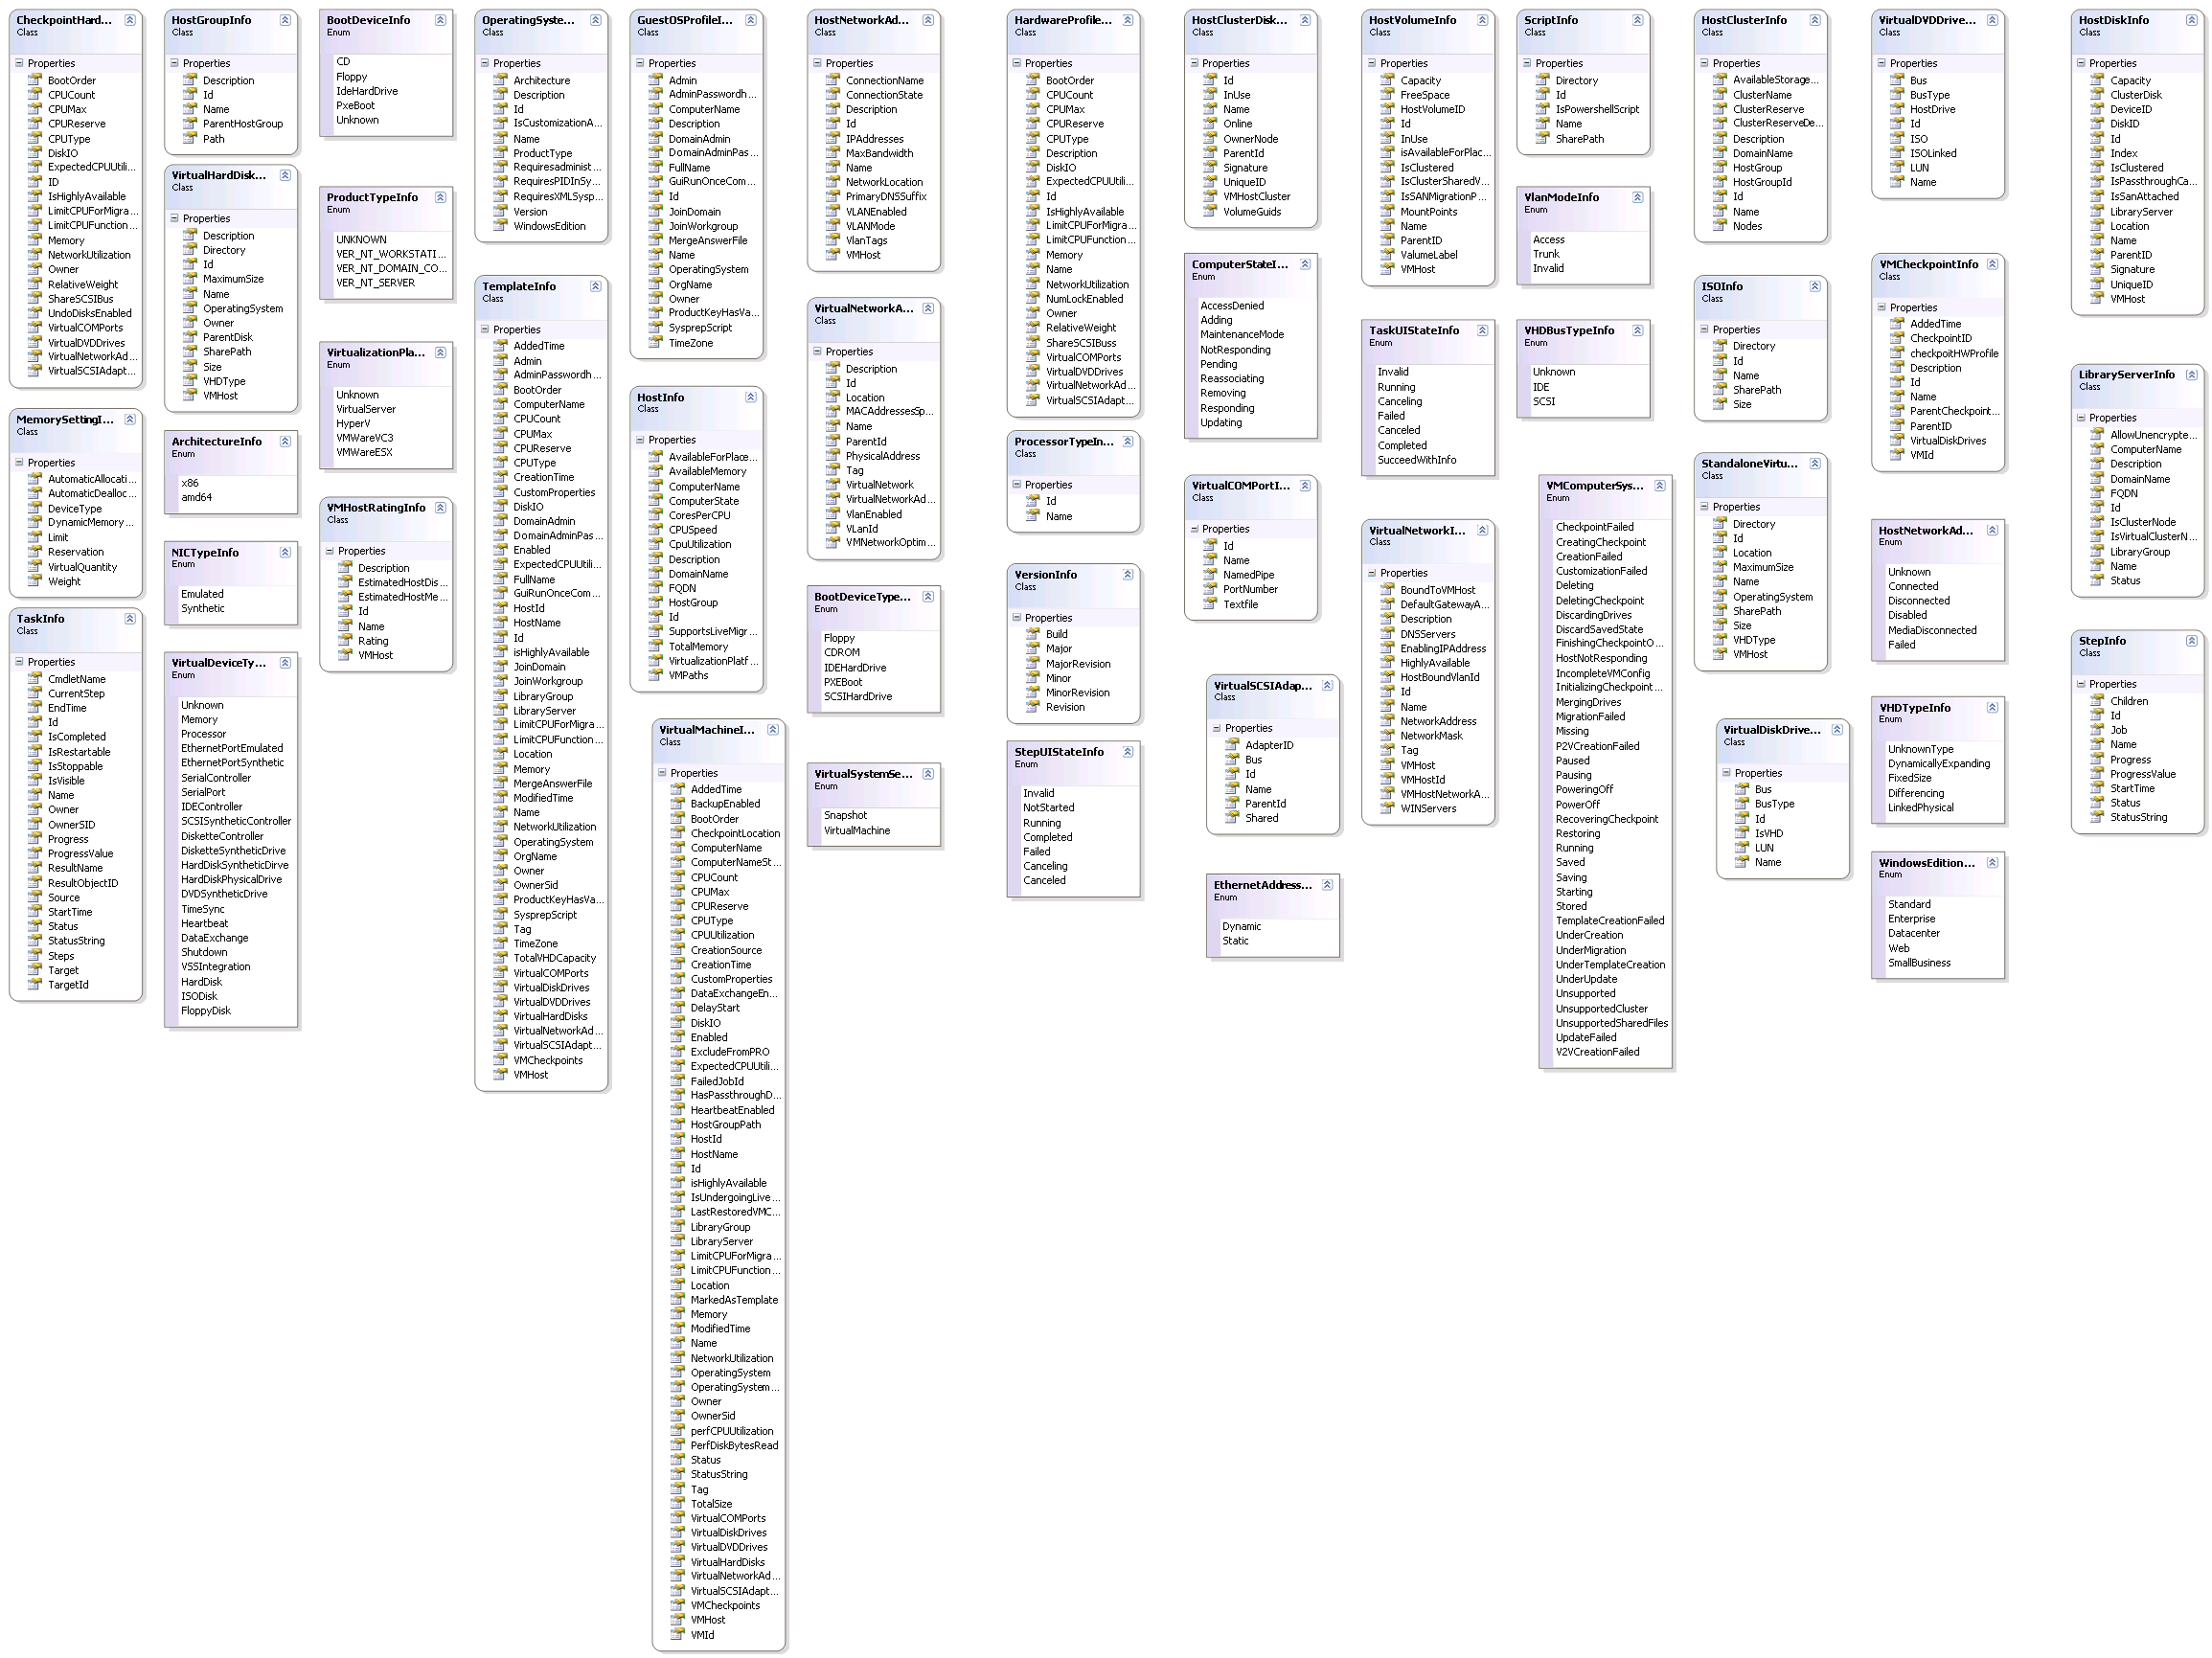 CheckpointHard...
Class
Properties
BootOrder
CPUCount
CPUMax
CPUReserve
CPUType
DiskIO
ExpectedCPUUtili...
ID
IsHighlyAvailable
LimitCPUForMigra...
LimitCPUFunction...
Memory
NetworkUtilization
Owner
RelativeWeight
ShareSCSIBus
UndoDisksEnabled
VirtualCOMPorts
VirtualDVDDrives
VirtualNetworkAd...
VirtualSCSIAdapt...
MemorySettingI...
Class
Properties
AutomaticAllocati...
AutomaticDealloc...
DeviceType
DynamicMemory...
Limit
Reservation
VirtualQuantity
Weight
TaskInfo
Class
Properties
CmdletName
CurrentStep
EndTime
Id
IsCompleted
IsRestartable
IsStoppable
IsVisible
Name
Owner
OwnerSID
Progress
ProgressValue
ResultName
ResultObjectID
Source
StartTime
Status
StatusString
Steps
Target
TargetId
HostGroupInfo
Class
Properties
Description
Id
Name
ParentHostGroup
Path
VirtualHardDisk...
Class
Properties
Description
Directory
Id
MaximumSize
Name
OperatingSystem
Owner
ParentDisk
SharePath
Size
VHDType
VMHost
ArchitectureInfo
Enum
x86
amd64
NICTypeInfo
Enum
Emulated
Synthetic
VirtualDeviceTy...
Enum
Unknown
Memory
Processor
EthernetPortEmulated
EthernetPortSynthetic
SerialController
SerialPort
IDEController
SCSISyntheticController
DisketteController
DisketteSyntheticDrive
HardDiskSyntheticDirve
HardDiskPhysicalDrive
DVDSyntheticDrive
TimeSync
Heartbeat
DataExchange
Shutdown
VSSIntegration
HardDisk
ISODisk
FloppyDisk
BootDeviceInfo
Enum
CD
Floppy
IdeHardDrive
PxeBoot
Unknown
ProductTypeInfo
Enum
UNKNOWN
VER_NT_WORKSTATI...
VER_NT_DOMAIN_CO...
VER_NT_SERVER
VirtualizationPla...
Enum
Unknown
VirtualServer
HyperV
VMWareVC3
VMWareESX
VMHostRatingInfo
Class
Properties
Description
EstimatedHostDis...
EstimatedHostMe...
Id
Name
Rating
VMHost
OperatingSyste...
Class
Properties
Architecture
Description
Id
IsCustomizationA...
Name
ProductType
Requiresadminist...
RequiresPIDInSy...
RequiresXMLSysp...
Version
WindowsEdition
TemplateInfo
Class
Properties
AddedTime
Admin
AdminPasswordh...
BootOrder
ComputerName
CPUCount
CPUMax
CPUReserve
CPUType
CreationTime
CustomProperties
DiskIO
DomainAdmin
DomainAdminPas...
Enabled
ExpectedCPUUtili...
FullName
GuiRunOnceCom...
HostId
HostName
Id
isHighlyAvailable
JoinDomain
JoinWorkgroup
LibraryGroup
LibraryServer
LimitCPUForMigra...
LimitCPUFunction...
Location
Memory
MergeAnswerFile
ModifiedTime
Name
NetworkUtilization
OperatingSystem
OrgName
Owner
OwnerSid
ProductKeyHasVa...
SysprepScript
Tag
TimeZone
TotalVHDCapacity
VirtualCOMPorts
VirtualDiskDrives
VirtualDVDDrives
VirtualHardDisks
VirtualNetworkAd...
VirtualSCSIAdapt...
VMCheckpoints
VMHost
GuestOSProfileI...
Class
Properties
Admin
AdminPasswordh...
ComputerName
Description
DomainAdmin
DomainAdminPas...
FullName
GuiRunOnceCom...
Id
JoinDomain
JoinWorkgroup
MergeAnswerFile
Name
OperatingSystem
OrgName
Owner
ProductKeyHasVa...
SysprepScript
TimeZone
HostInfo
Class
Properties
AvailableForPlace...
AvailableMemory
ComputerName
ComputerState
CoresPerCPU
CPUSpeed
CpuUtilization
Description
DomainName
FQDN
HostGroup
Id
SupportsLiveMigr...
TotalMemory
VirtualizationPlatf...
VMPaths
VirtualMachineI...
Class
Properties
AddedTime
BackupEnabled
BootOrder
CheckpointLocation
ComputerName
ComputerNameSt...
CPUCount
CPUMax
CPUReserve
CPUType
CPUUtilization
CreationSource
CreationTime
CustomProperties
DataExchangeEn...
DelayStart
DiskIO
Enabled
ExcludeFromPRO
ExpectedCPUUtili...
FailedJobId
HasPassthroughD...
HeartbeatEnabled
HostGroupPath
HostId
HostName
Id
isHighlyAvailable
IsUndergoingLive...
LastRestoredVMC...
LibraryGroup
LibraryServer
LimitCPUForMigra...
LimitCPUFunction...
Location
MarkedAsTemplate
Memory
ModifiedTime
Name
NetworkUtilization
OperatingSystem
OperatingSystem...
Owner
OwnerSid
perfCPUUtilization
PerfDiskBytesRead
Status
StatusString
Tag
TotalSize
VirtualCOMPorts
VirtualDiskDrives
VirtualDVDDrives
VirtualHardDisks
VirtualNetworkAd...
VirtualSCSIAdapt...
VMCheckpoints
VMHost
VMId
HostNetworkAd...
Class
Properties
ConnectionName
ConnectionState
Description
Id
IPAddresses
MaxBandwidth
Name
NetworkLocation
PrimaryDNSSuffix
VLANEnabled
VLANMode
VlanTags
VMHost
VirtualNetworkA...
Class
Properties
Description
Id
Location
MACAddressesSp...
Name
ParentId
PhysicalAddress
Tag
VirtualNetwork
VirtualNetworkAd...
VlanEnabled
VLanId
VMNetworkOptim...
BootDeviceType...
Enum
Floppy
CDROM
IDEHardDrive
PXEBoot
SCSIHardDrive
VirtualSystemSe...
Enum
Snapshot
VirtualMachine
HardwareProfile...
Class
Properties
BootOrder
CPUCount
CPUMax
CPUReserve
CPUType
Description
DiskIO
ExpectedCPUUtili...
Id
IsHighlyAvailable
LimitCPUForMigra...
LimitCPUFunction...
Memory
Name
NetworkUtilization
NumLockEnabled
Owner
RelativeWeight
ShareSCSIBuss
VirtualCOMPorts
VirtualDVDDrives
VirtualNetworkAd...
VirtualSCSIAdapt...
ProcessorTypeIn...
Class
Properties
Id
Name
VersionInfo
Class
Properties
Build
Major
MajorRevision
Minor
MinorRevision
Revision
StepUIStateInfo
Enum
Invalid
NotStarted
Running
Completed
Failed
Canceling
Canceled
HostClusterDisk...
Class
Properties
Id
InUse
Name
Online
OwnerNode
ParentId
Signature
UniqueID
VMHostCluster
VolumeGuids
ComputerStateI...
Enum
AccessDenied
Adding
MaintenanceMode
NotResponding
Pending
Reassociating
Removing
Responding
Updating
VirtualCOMPortI...
Class
Properties
Id
Name
NamedPipe
PortNumber
Textfile
VirtualSCSIAdap...
Class
Properties
AdapterID
Bus
Id
Name
ParentId
Shared
EthernetAddress...
Enum
Dynamic
Static
HostVolumeInfo
Class
Properties
Capacity
FreeSpace
HostVolumeID
Id
InUse
isAvailableForPlac...
IsClustered
IsClusterSharedV...
IsSANMigrationP...
MountPoints
Name
ParentID
ValumeLabel
VMHost
TaskUIStateInfo
Enum
Invalid
Running
Canceling
Failed
Canceled
Completed
SucceedWithInfo
VirtualNetworkI...
Class
Properties
BoundToVMHost
DefaultGatewayA...
Description
DNSServers
EnablingIPAddress
HighlyAvailable
HostBoundVlanId
Id
Name
NetworkAddress
NetworkMask
Tag
VMHost
VMHostId
VMHostNetworkA...
WINServers
ScriptInfo
Class
Properties
Directory
Id
IsPowershellScript
Name
SharePath
VlanModeInfo
Enum
Access
Trunk
Invalid
VHDBusTypeInfo
Enum
Unknown
IDE
SCSI
VMComputerSys...
Enum
CheckpointFailed
CreatingCheckpoint
CreationFailed
CustomizationFailed
Deleting
DeletingCheckpoint
DiscardingDrives
DiscardSavedState
FinishingCheckpointO...
HostNotResponding
IncompleteVMConfig
InitializingCheckpoint...
MergingDrives
MigrationFailed
Missing
P2VCreationFailed
Paused
Pausing
PoweringOff
PowerOff
RecoveringCheckpoint
Restoring
Running
Saved
Saving
Starting
Stored
TemplateCreationFailed
UnderCreation
UnderMigration
UnderTemplateCreation
UnderUpdate
Unsupported
UnsupportedCluster
UnsupportedSharedFiles
UpdateFailed
V2VCreationFailed
HostClusterInfo
Class
Properties
AvailableStorage...
ClusterName
ClusterReserve
ClusterReserveDe...
Description
DomainName
HostGroup
HostGroupId
Id
Name
Nodes
ISOInfo
Class
Properties
Directory
Id
Name
SharePath
Size
StandaloneVirtu...
Class
Properties
Directory
Id
Location
MaximumSize
Name
OperatingSystem
SharePath
Size
VHDType
VMHost
VirtualDiskDrive...
Class
Properties
Bus
BusType
Id
IsVHD
LUN
Name
VirtualDVDDrive...
Class
Properties
Bus
BusType
HostDrive
Id
ISO
ISOLinked
LUN
Name
VMCheckpointInfo
Class
Properties
AddedTime
CheckpointID
checkpoitHWProfile
Description
Id
Name
ParentCheckpoint...
ParentID
VirtualDiskDrives
VMId
HostNetworkAd...
Enum
Unknown
Connected
Disconnected
Disabled
MediaDisconnected
Failed
VHDTypeInfo
Enum
UnknownType
DynamicallyExpanding
FixedSize
Differencing
LinkedPhysical
WindowsEdition...
Enum
Standard
Enterprise
Datacenter
Web
SmallBusiness
HostDiskInfo
Class
Properties
Capacity
ClusterDisk
DeviceID
DiskID
Id
Index
IsClustered
IsPassthroughCa...
IsSanAttached
LibraryServer
Location
Name
ParentID
Signature
UniqueID
VMHost
LibraryServerInfo
Class
Properties
AllowUnencrypte...
ComputerName
Description
DomainName
FQDN
Id
IsClusterNode
IsVirtualClusterN...
LibraryGroup
Name
Status
StepInfo
Class
Properties
Children
Id
Job
Name
Progress
ProgressValue
StartTime
Status
StatusString